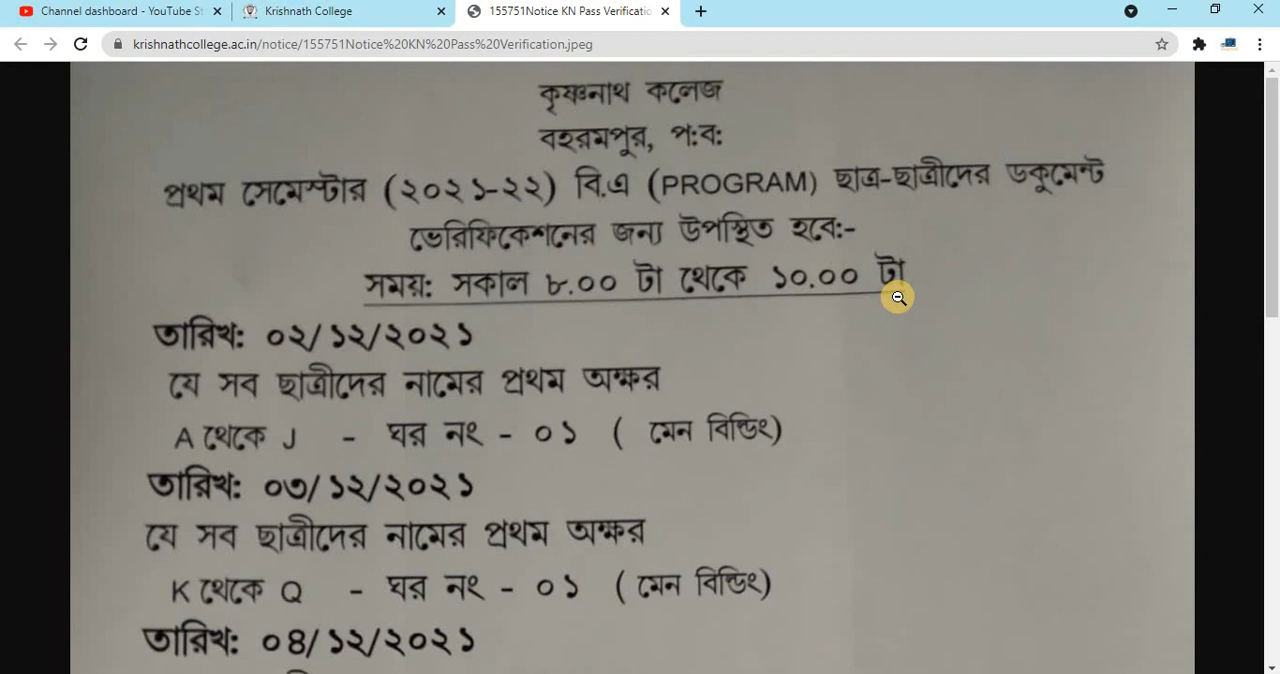 Channel dashboard - YouTube St
Krishnath College
155751Notice KN Pass Verificatio
krishnathcollege.ac.in/notice/155751Notice%20KN%20Pass%20Verification.jpeg
কৃষ্ণনাথ কলেজ
বহরমপুর, প:ব:
প্রথম সেমেস্টার (২০২১-২২) বি.এ (PROGRAM) ছাত্র-ছাত্রীদের ডকুমেন্ট
ভেরিফিকেশনের জন্য উপস্থিত হবে:-
সময়: সকাল ৮.০০ টা থেকে ১০.০০ টা
তারিখ: ০২/১২/২০২১
যে সব ছাত্রীদের নামের প্রথম অক্ষর
A থেকে J - ঘর নং - ০১ ( মেন বিল্ডিং)
তারিখ: ০৩/১২/২০২১
যে সব ছাত্রীদের নামের প্রথম অক্ষর
K থেকে Q - ঘর নং - ০১ (মেন বিল্ডিং)
তারিখ: ০৪/১২/২০২১